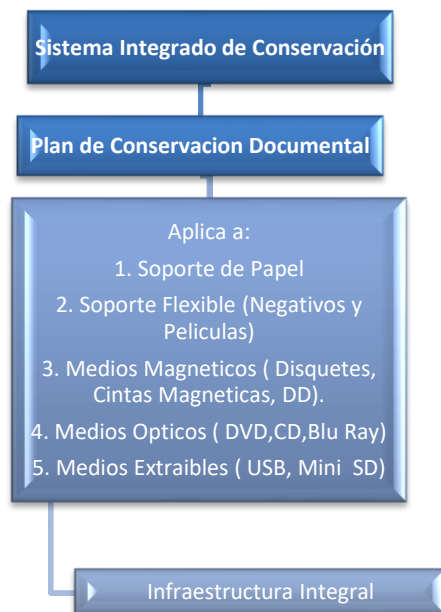 Sistema Integrado de Conservación
Plan de Conservacion Documental
Aplica a:
1. Soporte de Papel
2. Soporte Flexible (Negativos y
Peliculas)
3. Medios Magneticos ( Disquetes,
Cintas Magneticas, DD).
4. Medios Opticos ( DVD,CD,Blu Ray)
5. Medios Extraibles ( USB, Mini  SD)
Infraestructura Integral